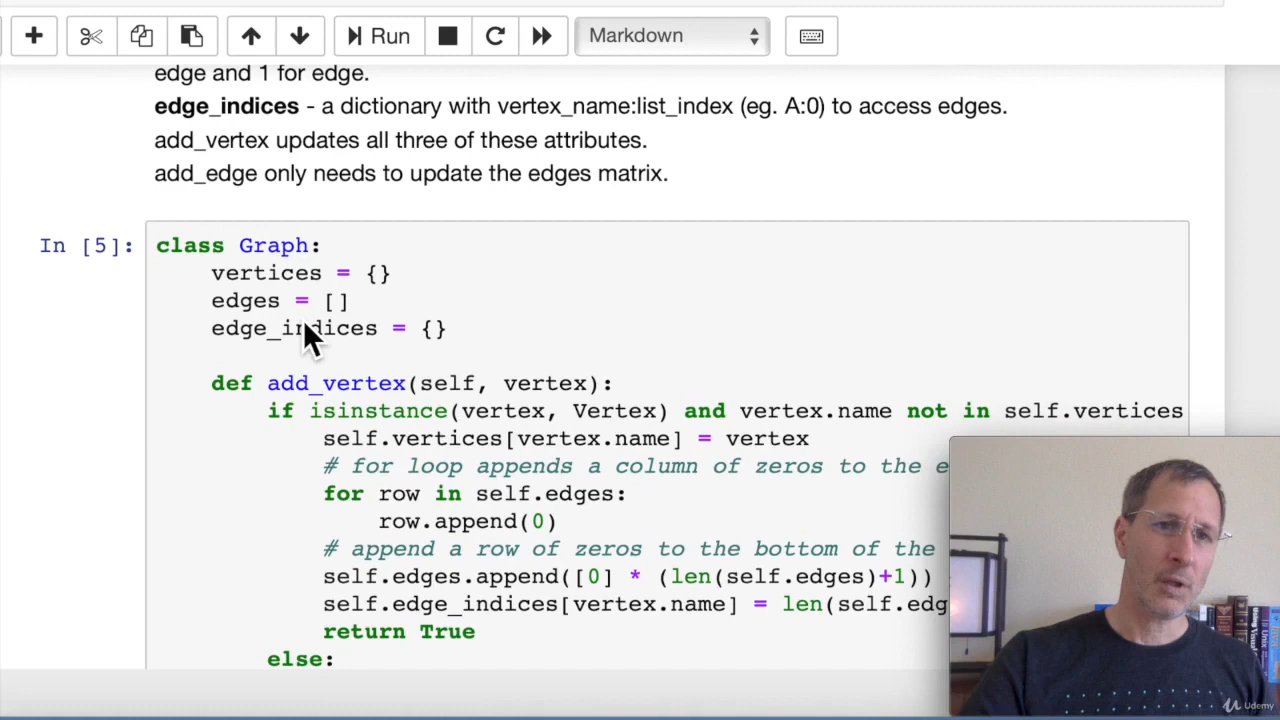 Run
Markdown
edge and 1 for edge.
edge_indices - a dictionary with vertex_name:list_index (eg. A:0) to access edges.
add_vertex updates all three of these attributes.
add_edge only needs to update the edges matrix.
In [5]:
class Graph:
    vertices = {}
    edges = []
    edge_indices = {}
    def add_vertex(self, vertex):
        if isinstance(vertex, Vertex) and vertex.name not in self.vertices
            self.vertices[vertex.name] = vertex
            # for loop appends a column of zeros to the e
            for row in self.edges:
                row.append(0)
            # append a row of zeros to the bottom of the
            self.edges.append([0] * (len(self.edges)+1))
            self.edge_indices[vertex.name] = len(self.edg
            return True
        else:
Udemy